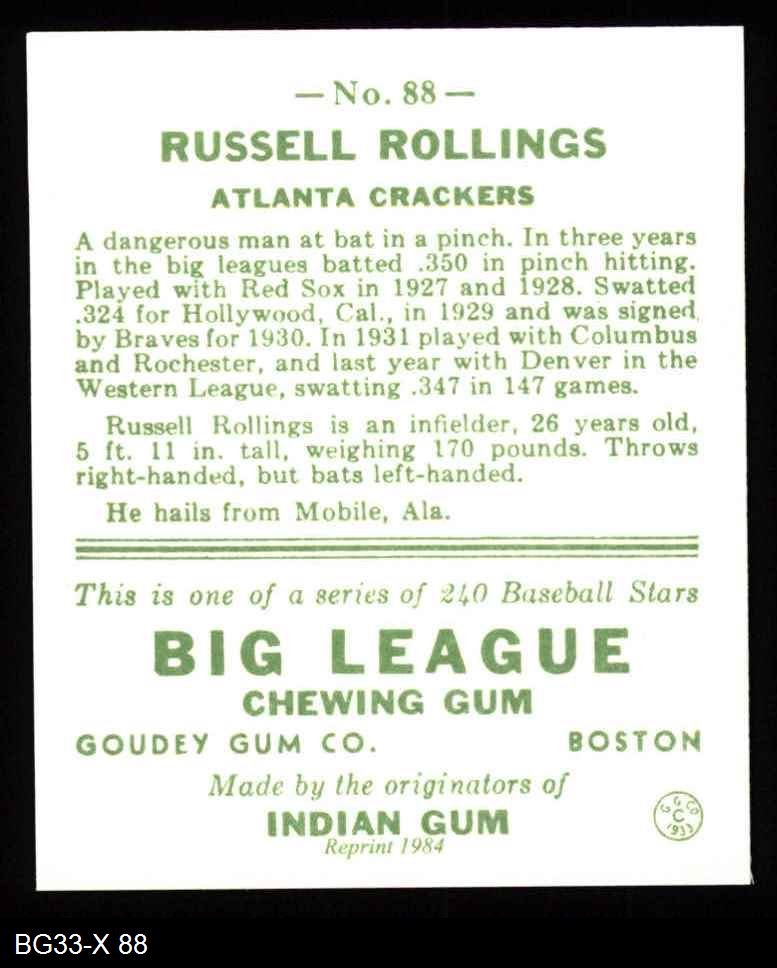 — No. 88 —
RUSSELL ROLLINGS
ATLANTA CRACKERS
A dangerous man at bat in a pinch. In three years
in the big leagues batted .350 in pinch hitting.
Played with Red Sox in 1927 and 1928. Swatted
.324 for Hollywood, Cal., in 1929 and was signed
by Braves for 1930. In 1931 played with Columbus
and Rochester, and last year with Denver in the
Western League, swatting .347 in 147 games.
Russell Rollings is an infielder, 26 years old,
5 ft. 11 in. tall, weighing 170 pounds. Throws
right-handed, but bats left-handed.
He hails from Mobile, Ala.
This is one of a series of 240 Baseball Stars
BIG LEAGUE
CHEWING GUM
GOUDEY GUM CO. BOSTON
Made by the originators of
INDIAN GUM
Reprint 1984
G G CO
C
1933
BG33-X 88